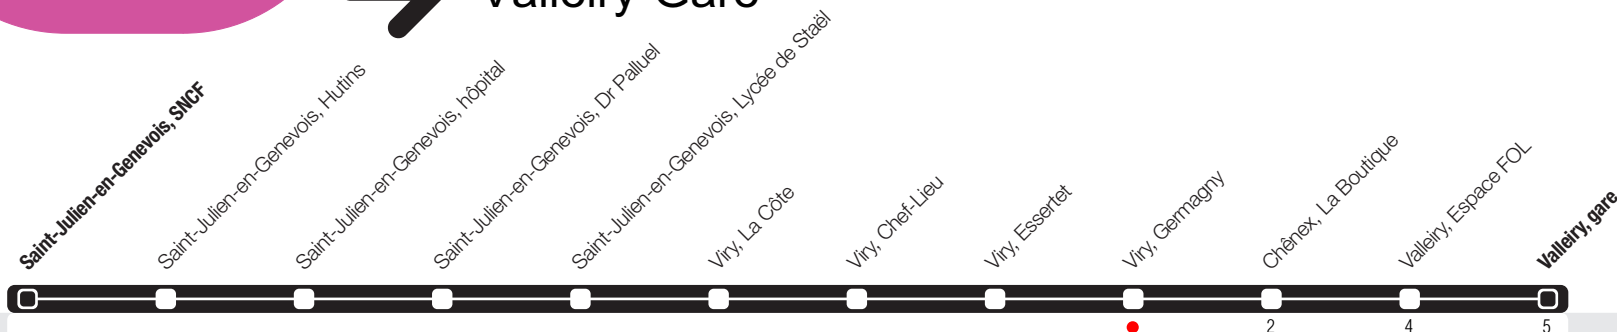 Valleiry Gare
Saint-Julien-en-Genevois, SNCF
Saint-Julien-en-Genevois, Hutins
Saint-Julien-en-Genevois, hôpital
Saint-Julien-en-Genevois, Dr Palluel
Saint-Julien-en-Genevois, Lycée de Staël
Viry, La Côte
Viry, Chef-Lieu
Viry, Essertet
Viry, Germagny
Chênex, La Boutique
Valleiry, Espace FOL
Valleiry, gare
2 4 5